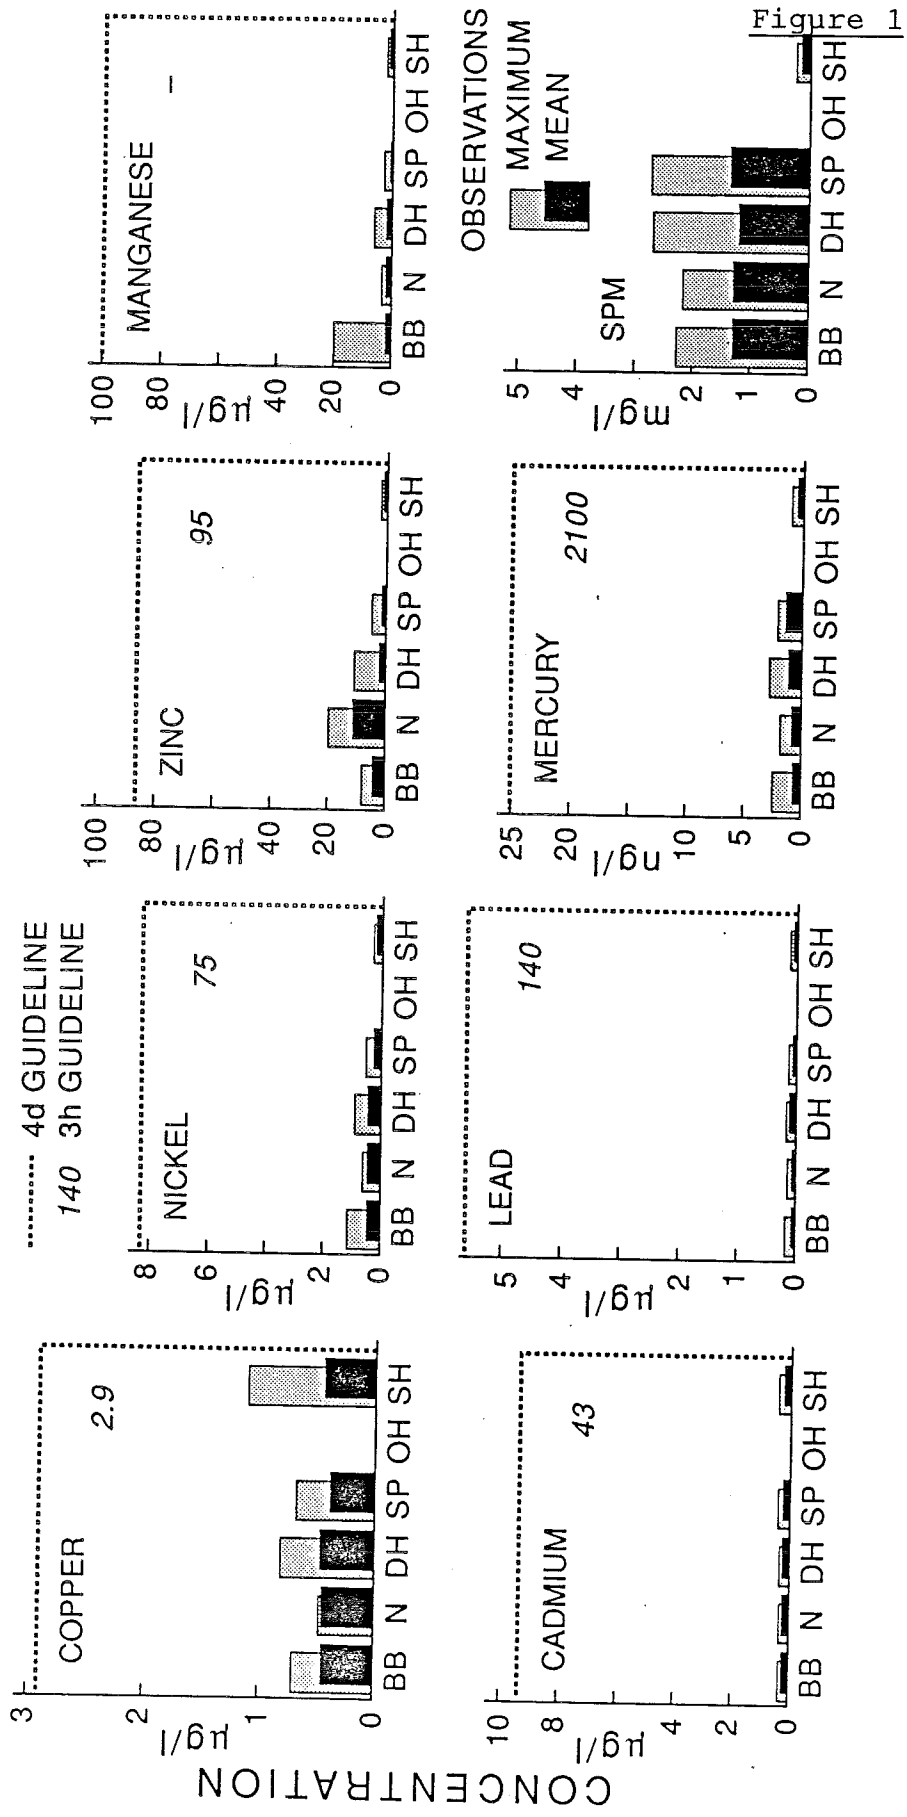 Figure 1
CONCENTRATION
4d GUIDELINE
140 3h GUIDELINE
OBSERVATIONS
MAXIMUM
MEAN
COPPER
2.9
3
2
1
0
µg/l
BB N DH SP OH SH
NICKEL
75
8
6
2
0
µg/l
BB N DH SP OH SH
ZINC
95
100
80
40
20
0
µg/l
BB N DH SP OH SH
MANGANESE
–
100
80
40
20
0
µg/l
BB N DH SP OH SH
CADMIUM
43
10
8
4
2
0
µg/l
BB N DH SP OH SH
LEAD
140
5
4
2
1
0
µg/l
BB N DH SP OH SH
MERCURY
2100
25
20
10
5
0
ng/l
BB N DH SP OH SH
SPM
5
4
2
1
0
mg/l
BB N DH SP OH SH